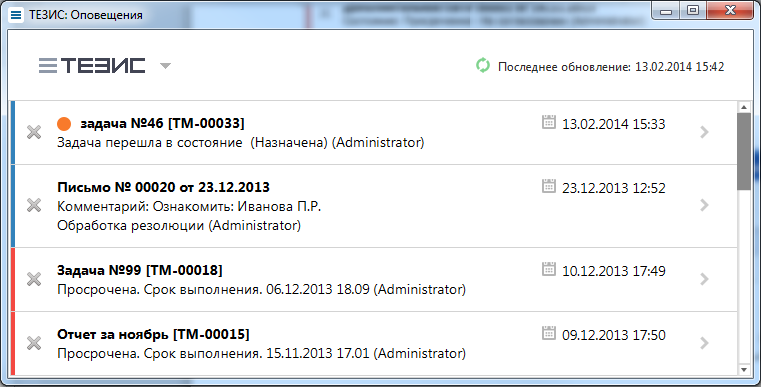 ТЕЗИС: Оповещения
ТЕЗИС
Последнее обновление: 13.02.2014 15:42
задача №46 [ТМ-00033]
13.02.2014 15:33
Задача перешла в состояние (Назначена) (Administrator)
Письмо № 00020 от 23.12.2013
23.12.2013 12:52
Комментарий: Ознакомить: Иванова П.Р.
Обработка резолюции (Administrator)
Задача №99 [ТМ-00018]
10.12.2013 17:49
Просрочена. Срок выполнения. 06.12.2013 18.09 (Administrator)
Отчет за ноябрь [ТМ-00015]
09.12.2013 17:50
Просрочена. Срок выполнения. 15.11.2013 17.01 (Administrator)